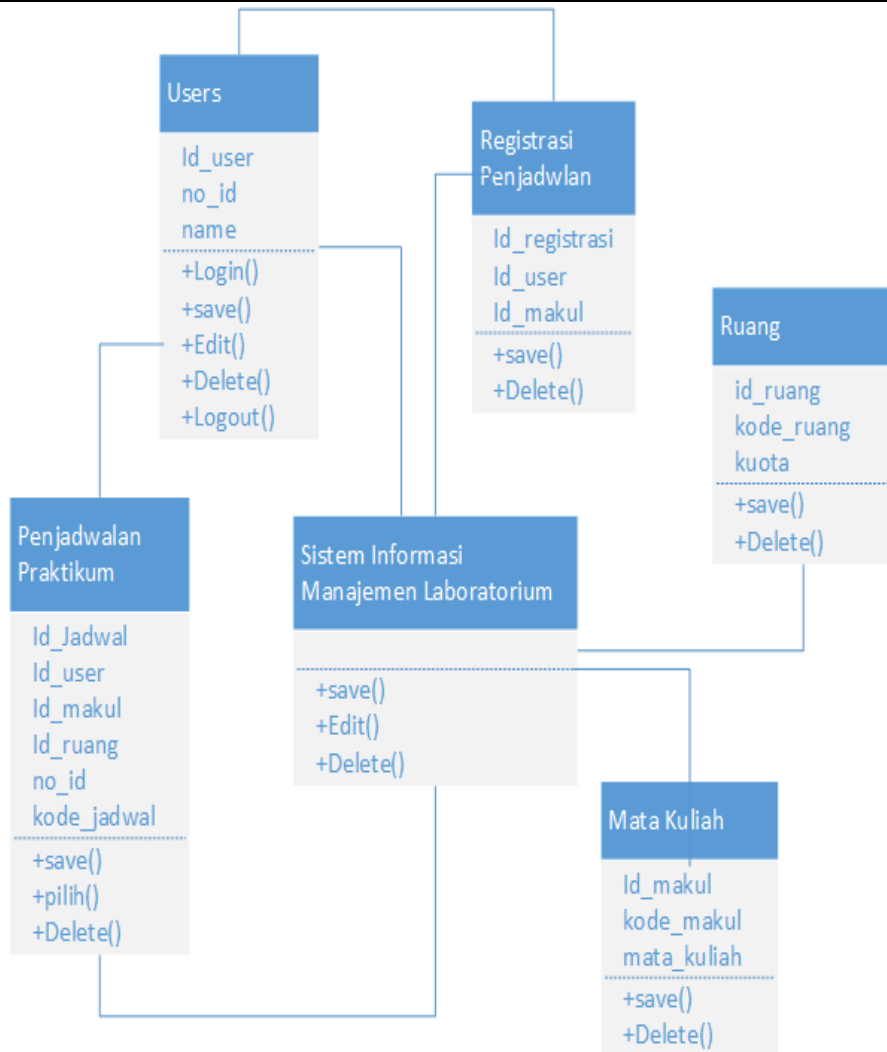 Users
Id_user
no_id
name
+Login()
+save()
+Edit()
+Delete()
+Logout()
Registrasi
Penjadwlan
Id_registrasi
Id_user
Id_makul
+save()
+Delete()
Ruang
id_ruang
kode_ruang
kuota
+save()
+Delete()
Penjadwalan
Praktikum
Id_Jadwal
Id_user
Id_makul
Id_ruang
no_id
kode_jadwal
+save()
+pilih()
+Delete()
Sistem Informasi
Manajemen Laboratorium
+save()
+Edit()
+Delete()
Mata Kuliah
Id_makul
kode_makul
mata_kuliah
+save()
+Delete()